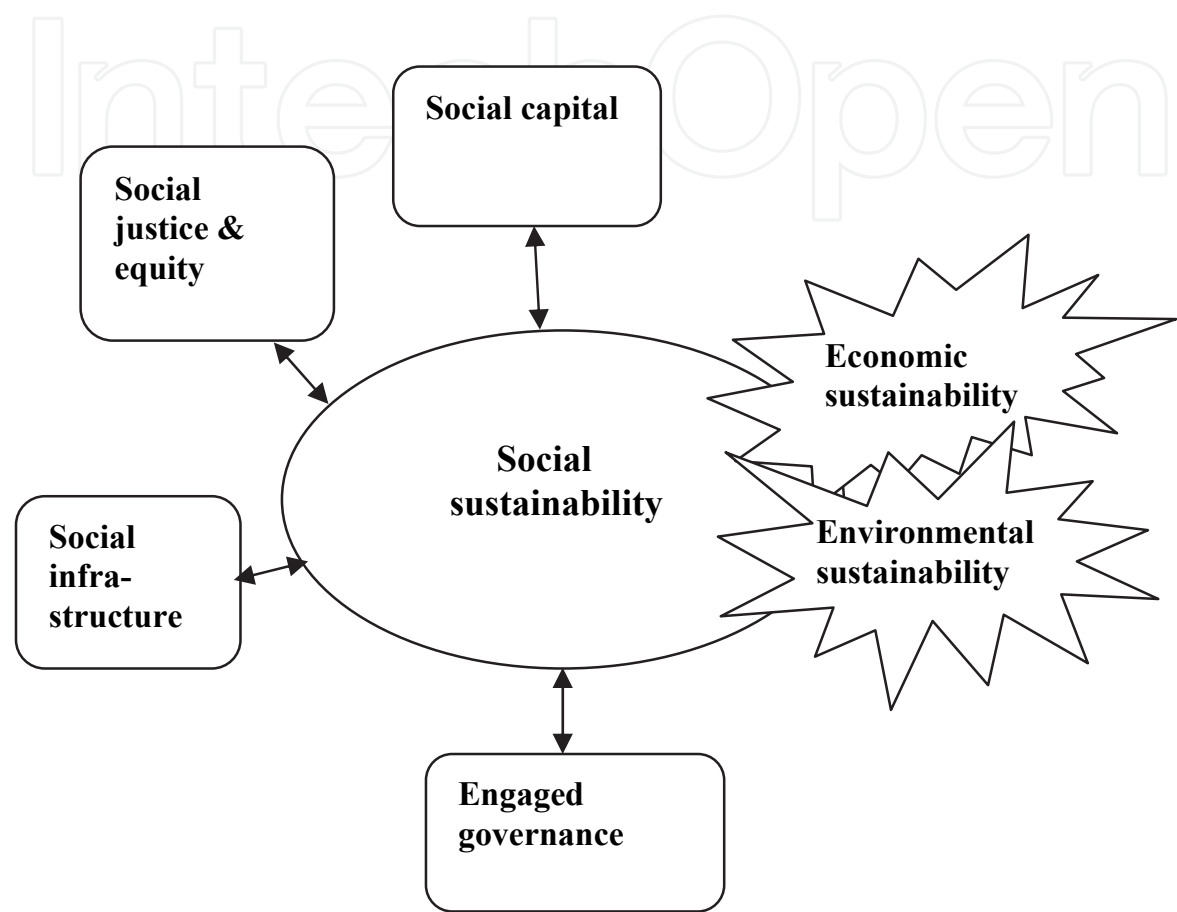 IntechOpen
Social capital
Social
justice &
equity
Economic
sustainability
Social
sustainability
Environmental
sustainability
Social
infra-
structure
Engaged
governance